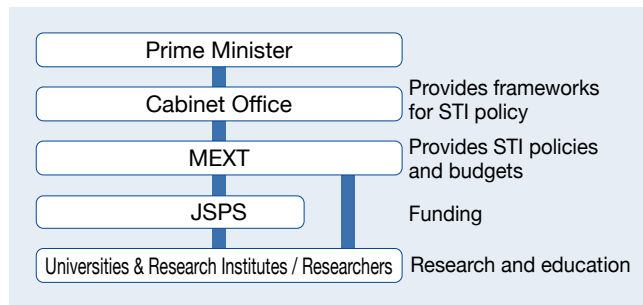 Prime Minister
Cabinet Office
Provides frameworks
for STI policy
MEXT
Provides STI policies
and budgets
JSPS
Funding
Universities & Research Institutes / Researchers
Research and education